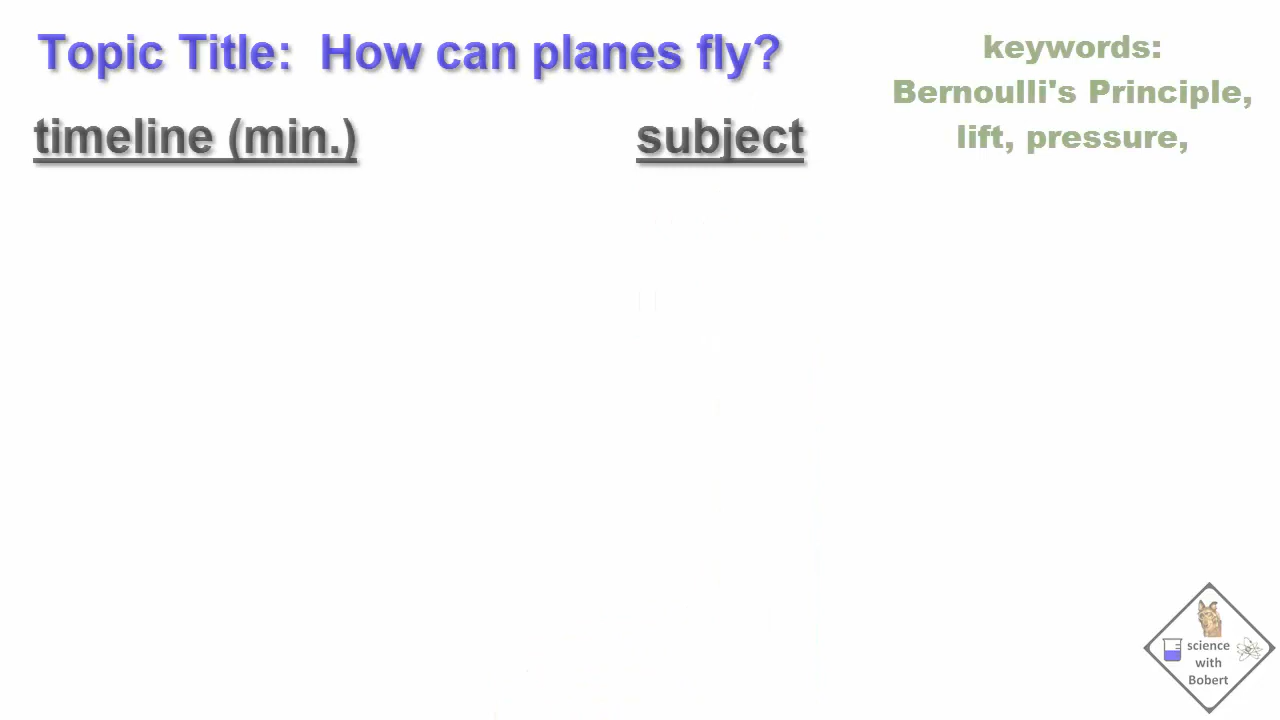 Topic Title: How can planes fly?
keywords:
Bernoulli's Principle,
lift, pressure,
timeline (min.)
subject
science
with
Bobert